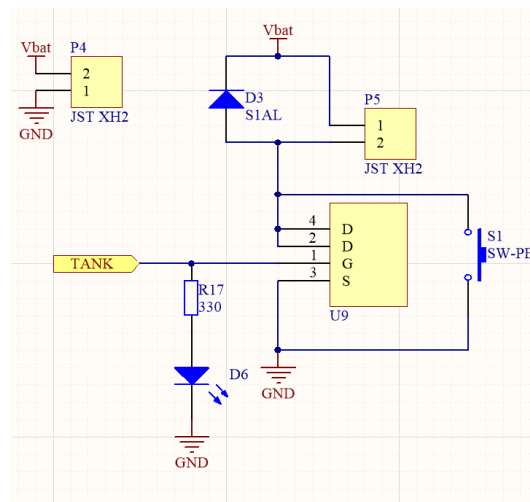 Vbat
P4
2
1
JST XH2
GND
Vbat
D3
S1AL
P5
1
2
JST XH2
4
D
2
D
1
G
3
S
U9
S1
SW-PB
TANK
R17
330
D6
GND
GND